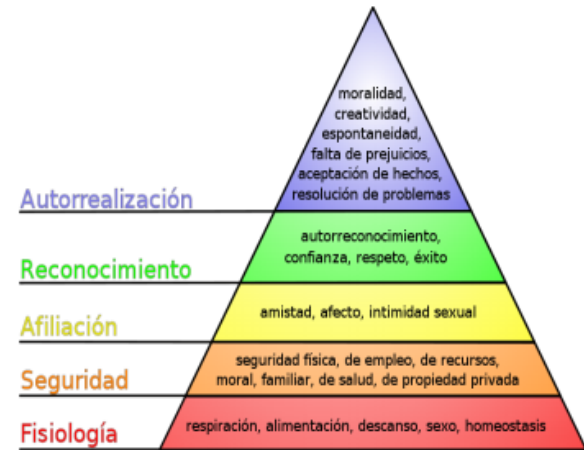 moralidad,
creatividad,
espontaneidad,
falta de prejuicios,
aceptación de hechos,
resolución de problemas
Autorrealización
autorreconocimiento,
confianza, respeto, éxito
Reconocimiento
amistad, afecto, intimidad sexual
Afiliación
seguridad física, de empleo, de recursos,
moral, familiar, de salud, de propiedad privada
Seguridad
respiración, alimentación, descanso, sexo, homeostasis
Fisiología